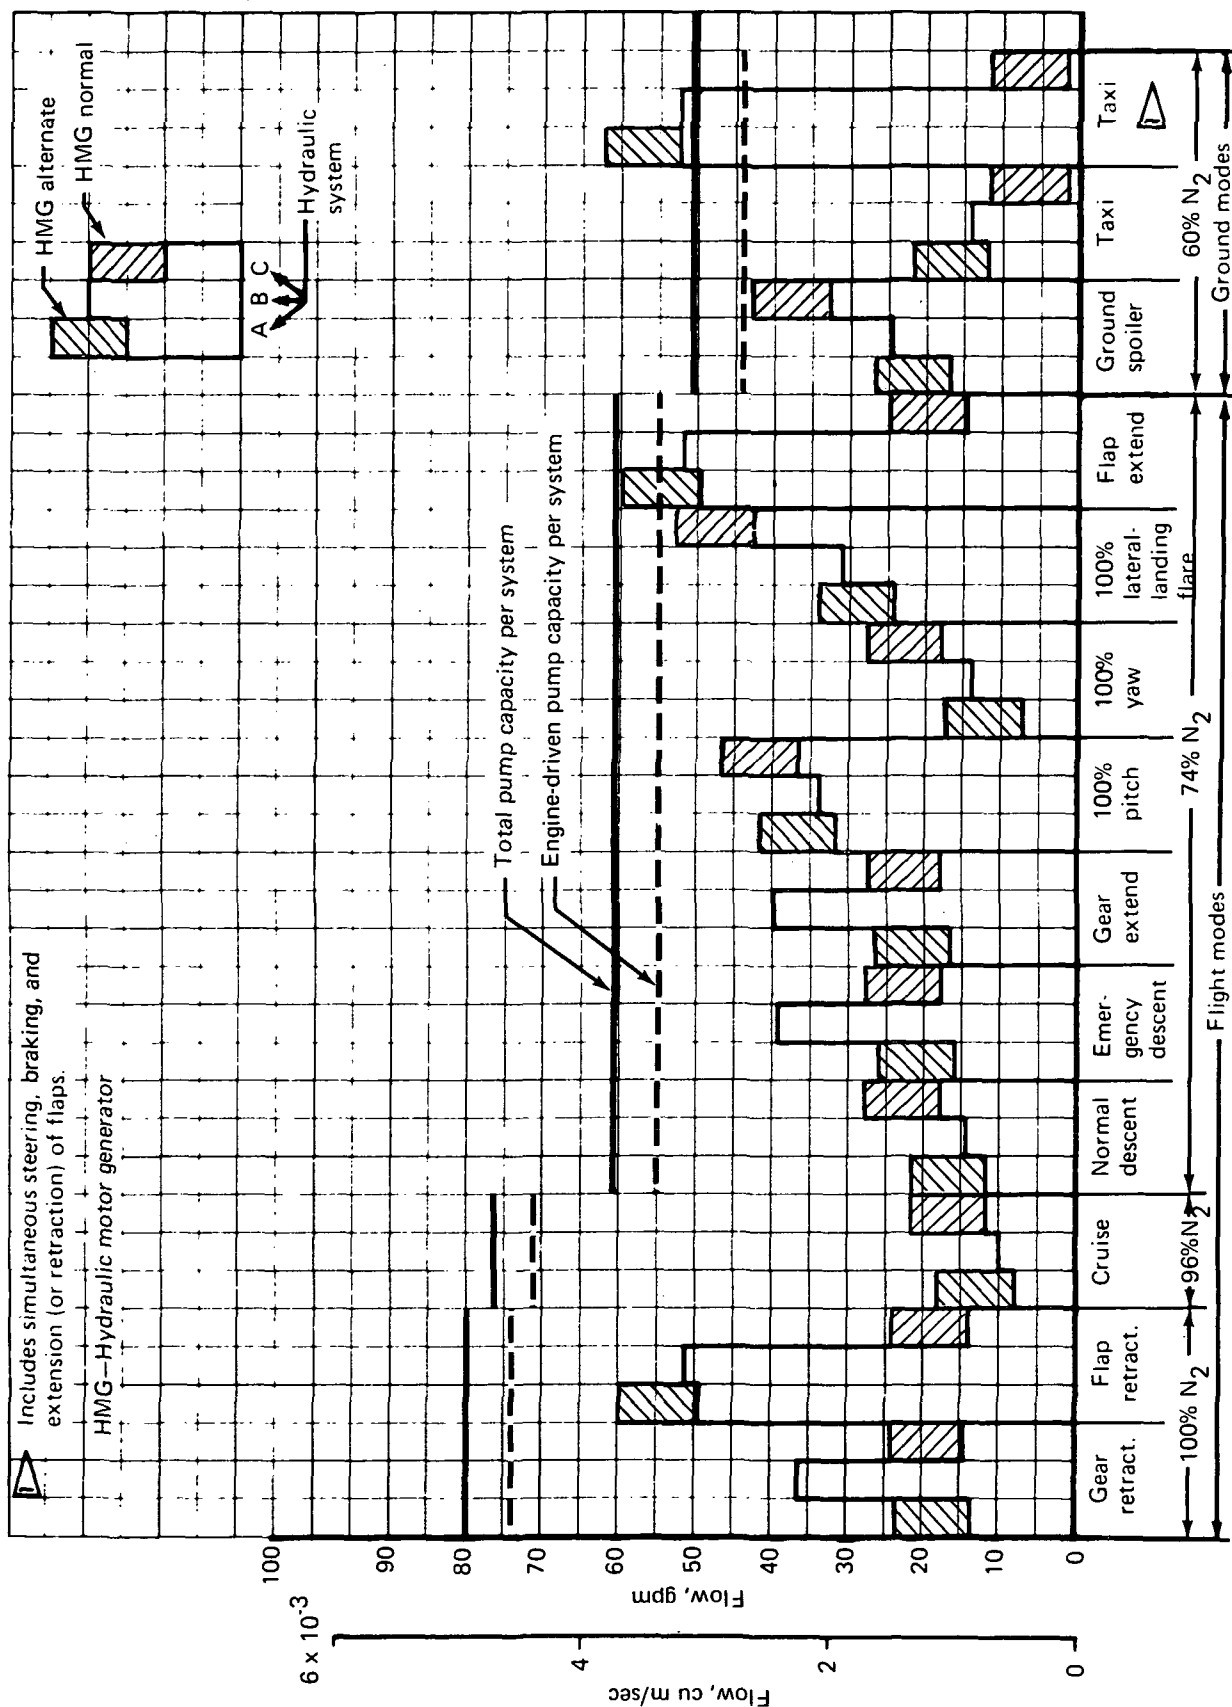 1 Includes simultaneous steering, braking, and
extension (or retraction) of flaps.
HMG—Hydraulic motor generator
HMG alternate
HMG normal
A
B
C
Hydraulic
system
Total pump capacity per system
Engine-driven pump capacity per system
6 x 10-3
4
2
0
Flow, cu m/sec
100
90
80
70
60
50
40
30
20
10
0
Flow, gpm
Gear
retract.
Flap
retract.
Cruise
Normal
descent
Emer-
gency
descent
Gear
extend
100%
pitch
100%
yaw
100%
lateral-
landing
flare
Flap
extend
Ground
spoiler
Taxi
Taxi
1
100% N2
96%N2
74% N2
60% N2
Flight modes
Ground modes